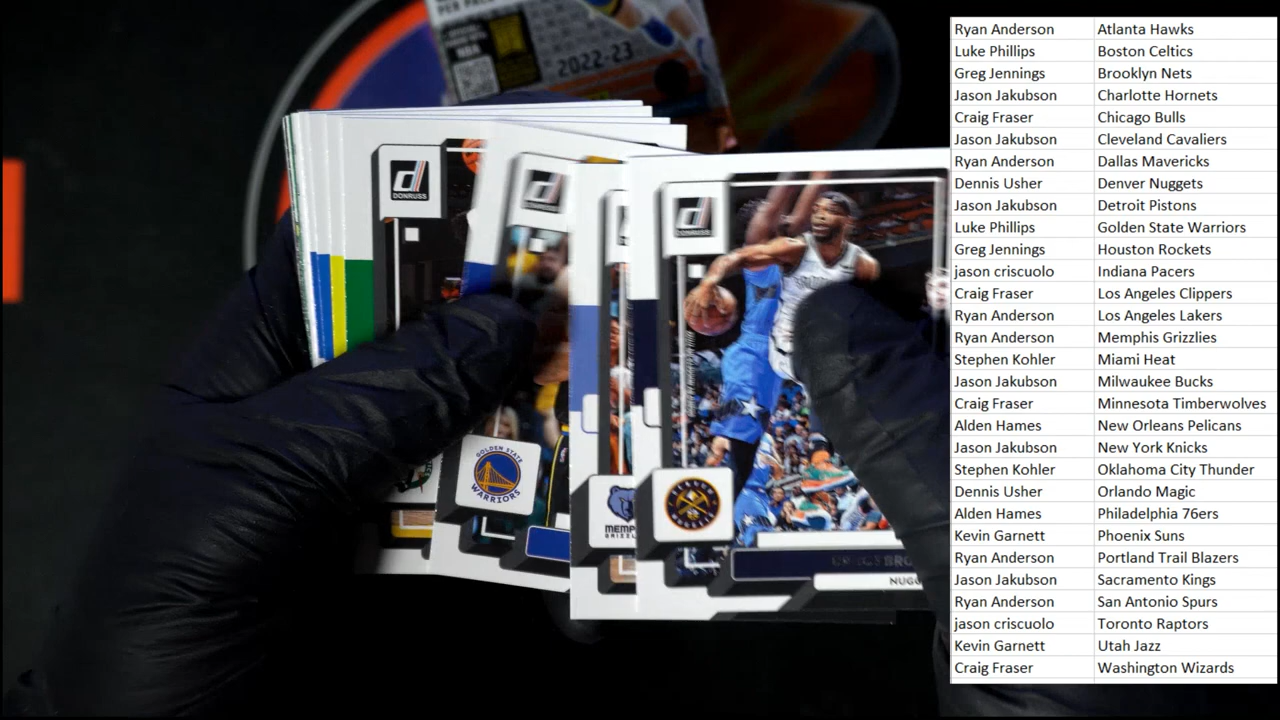 PER PACK
NBA
2022-23
DONRUSS
DONRUSS
GOLDEN STATE
WARRIORS
NUGGETS
Ryan Anderson Atlanta Hawks
Luke Phillips Boston Celtics
Greg Jennings Brooklyn Nets
Jason Jakubson Charlotte Hornets
Craig Fraser Chicago Bulls
Jason Jakubson Cleveland Cavaliers
Ryan Anderson Dallas Mavericks
Dennis Usher Denver Nuggets
Jason Jakubson Detroit Pistons
Luke Phillips Golden State Warriors
Greg Jennings Houston Rockets
jason criscuolo Indiana Pacers
Craig Fraser Los Angeles Clippers
Ryan Anderson Los Angeles Lakers
Ryan Anderson Memphis Grizzlies
Stephen Kohler Miami Heat
Jason Jakubson Milwaukee Bucks
Craig Fraser Minnesota Timberwolves
Alden Hames New Orleans Pelicans
Jason Jakubson New York Knicks
Stephen Kohler Oklahoma City Thunder
Dennis Usher Orlando Magic
Alden Hames Philadelphia 76ers
Kevin Garnett Phoenix Suns
Ryan Anderson Portland Trail Blazers
Jason Jakubson Sacramento Kings
Ryan Anderson San Antonio Spurs
jason criscuolo Toronto Raptors
Kevin Garnett Utah Jazz
Craig Fraser Washington Wizards